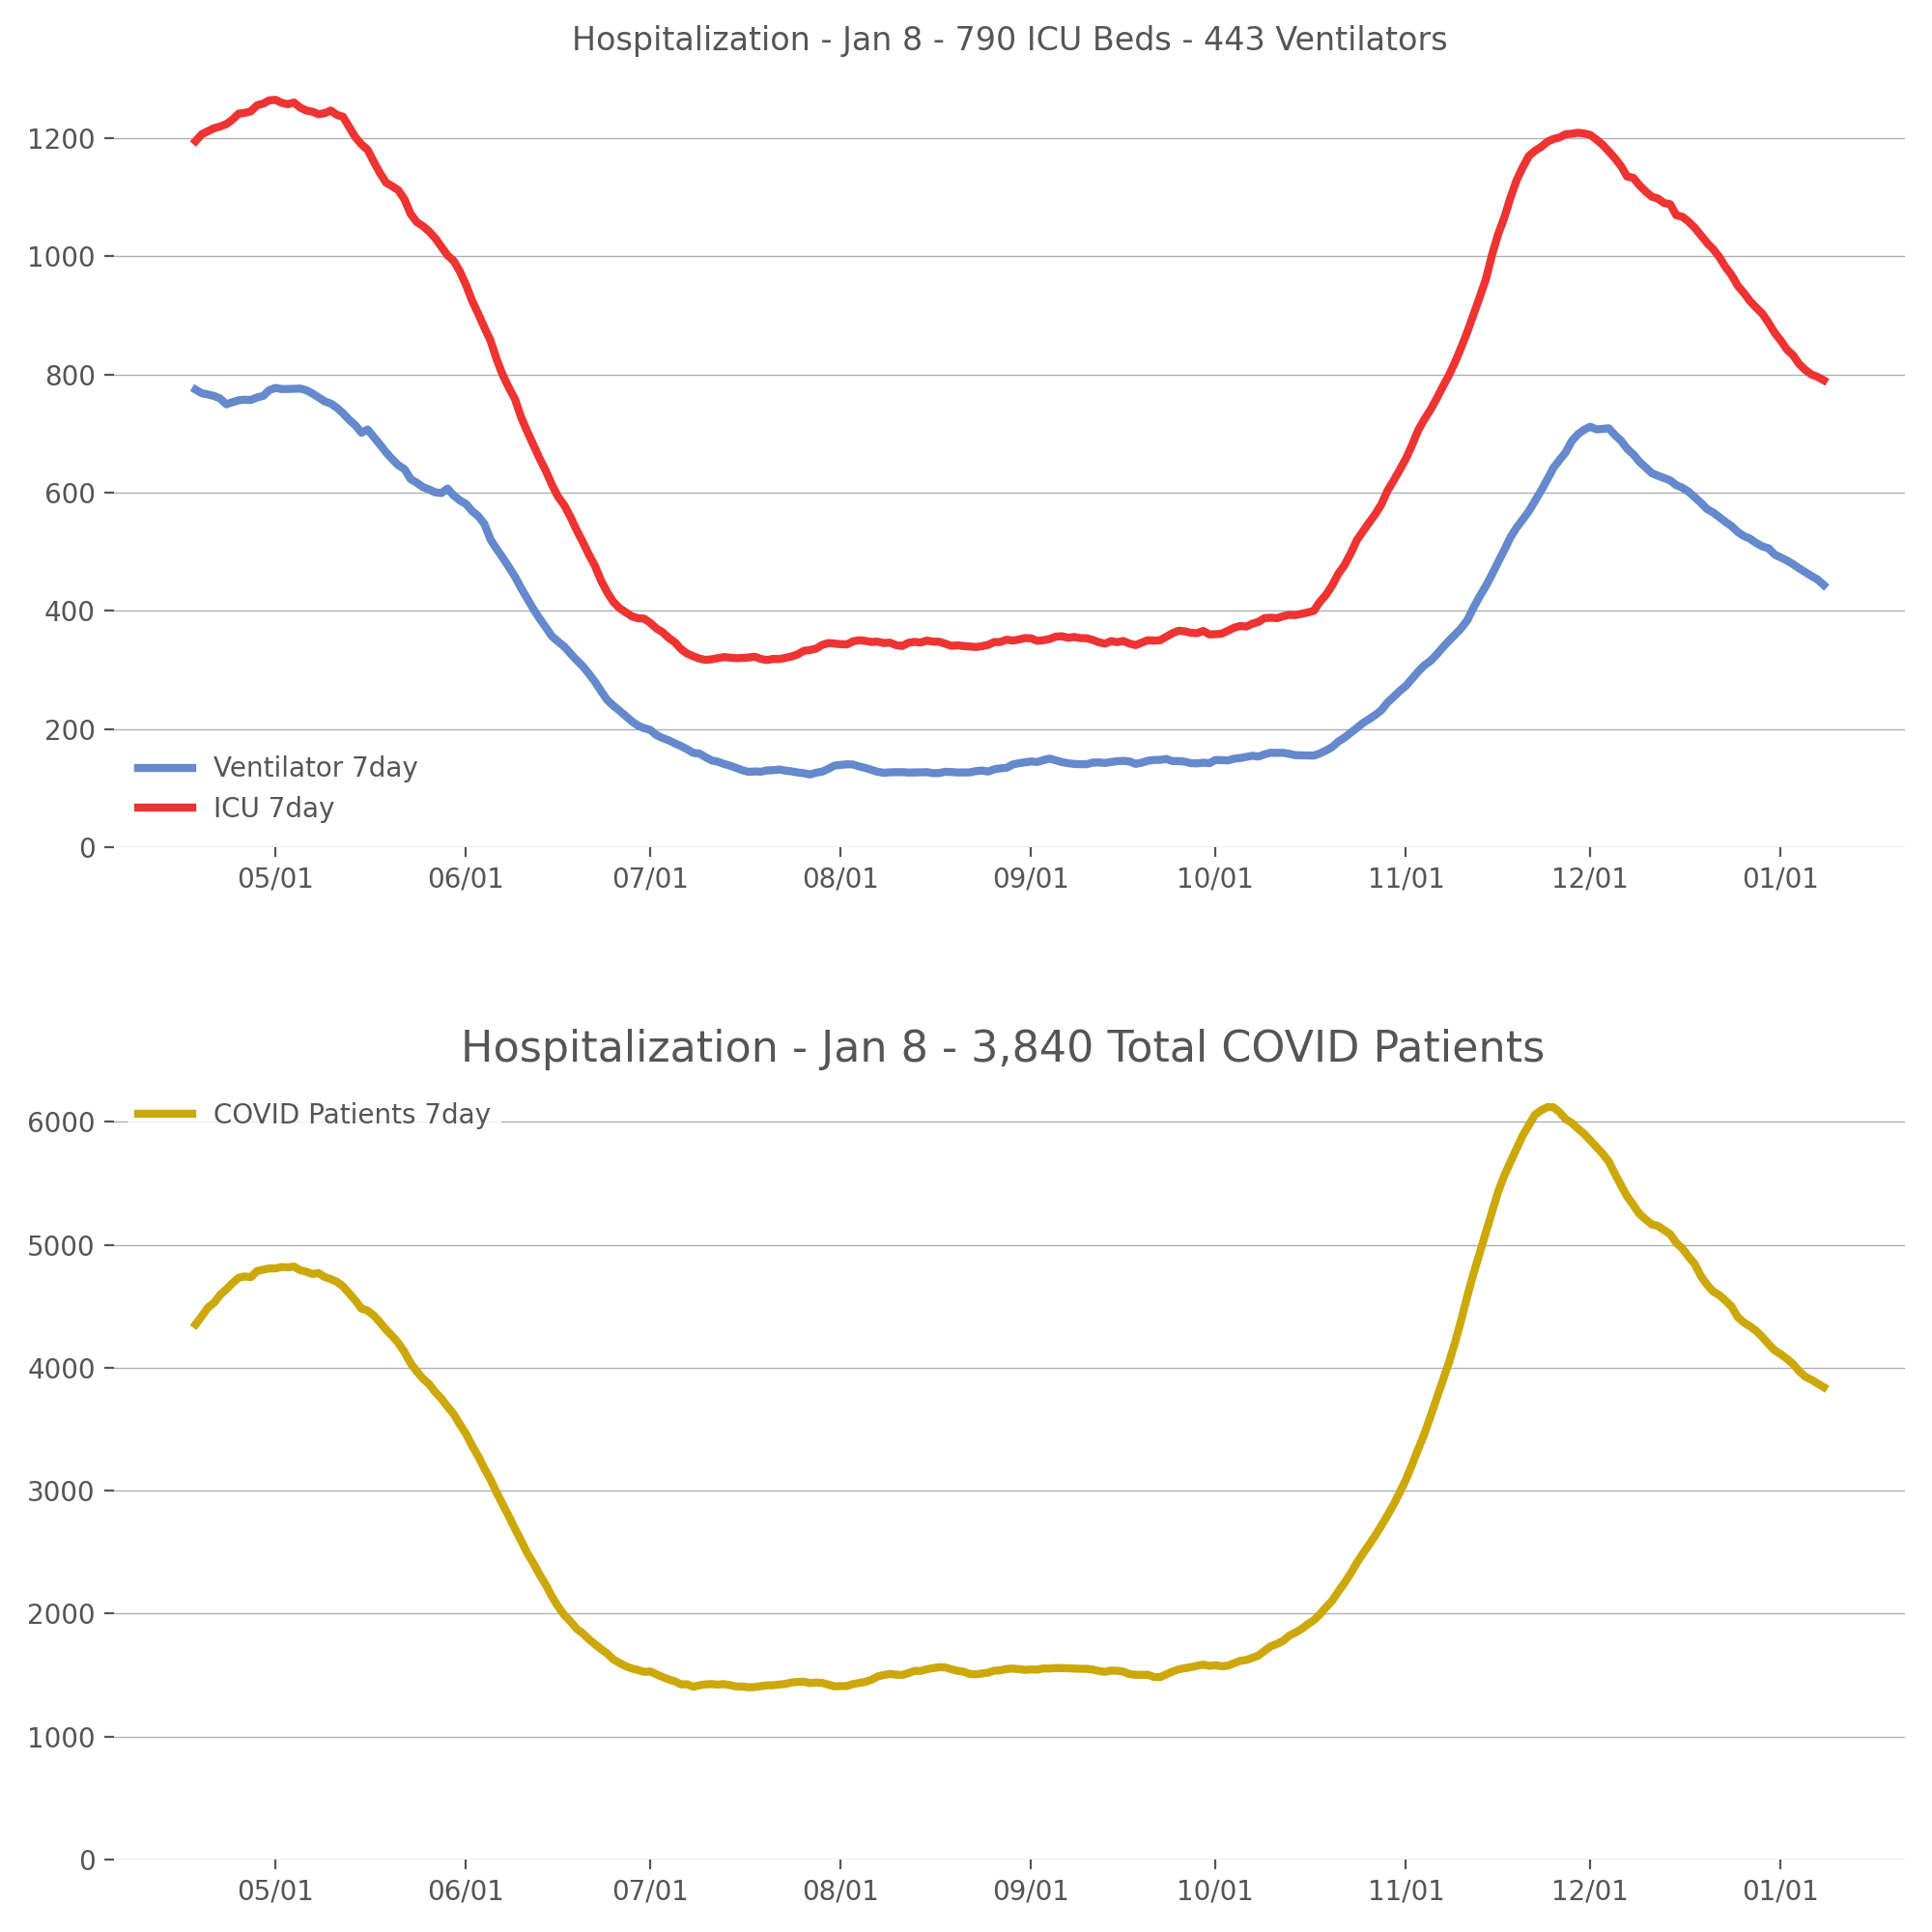 Hospitalization - Jan 8 - 790 ICU Beds - 443 Ventilators
1200
1000
800
600
400
200
0
Ventilator 7day
ICU 7day
05/01 06/01 07/01 08/01 09/01 10/01 11/01 12/01 01/01
Hospitalization - Jan 8 - 3,840 Total COVID Patients
COVID Patients 7day
6000
5000
4000
3000
2000
1000
0
05/01 06/01 07/01 08/01 09/01 10/01 11/01 12/01 01/01